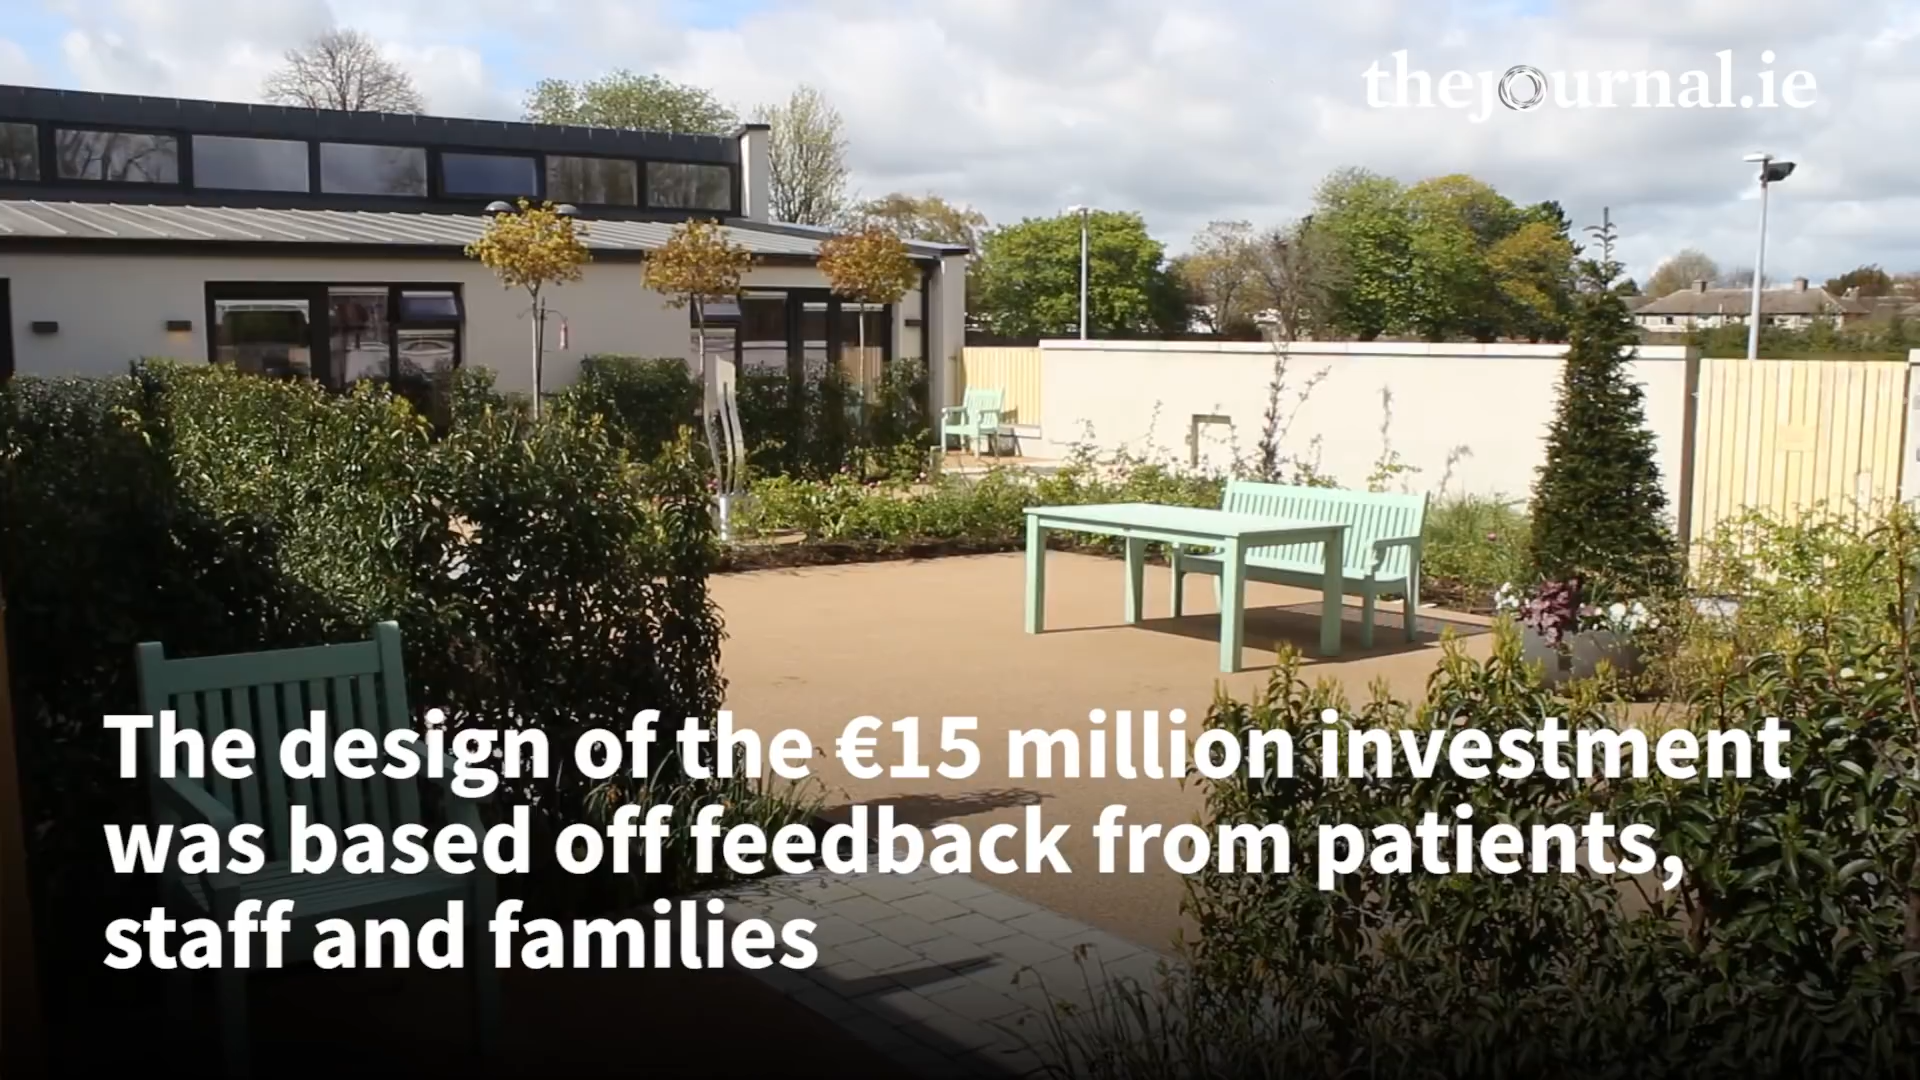 thejournal.ie
The design of the €15 million investment
was based off feedback from patients,
staff and families